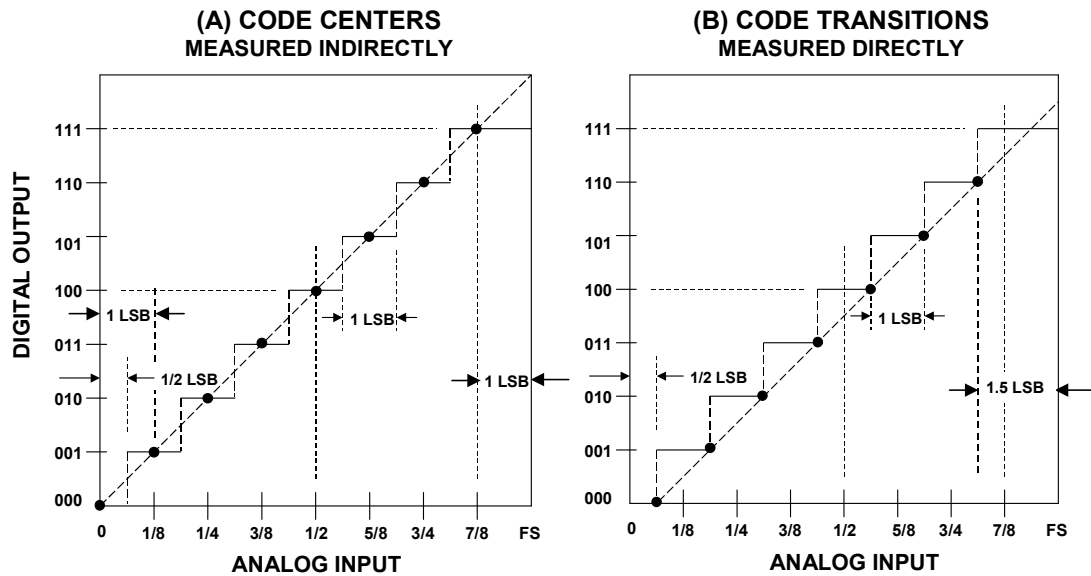 (A) CODE CENTERS
MEASURED INDIRECTLY
DIGITAL OUTPUT
111
110
101
100
011
010
001
000
1 LSB
1/2 LSB
1 LSB
1 LSB
0
1/8
1/4
3/8
1/2
5/8
3/4
7/8
FS
ANALOG INPUT
(B) CODE TRANSITIONS
MEASURED DIRECTLY
111
110
101
100
011
010
001
000
1/2 LSB
1 LSB
1.5 LSB
0
1/8
1/4
3/8
1/2
5/8
3/4
7/8
FS
ANALOG INPUT